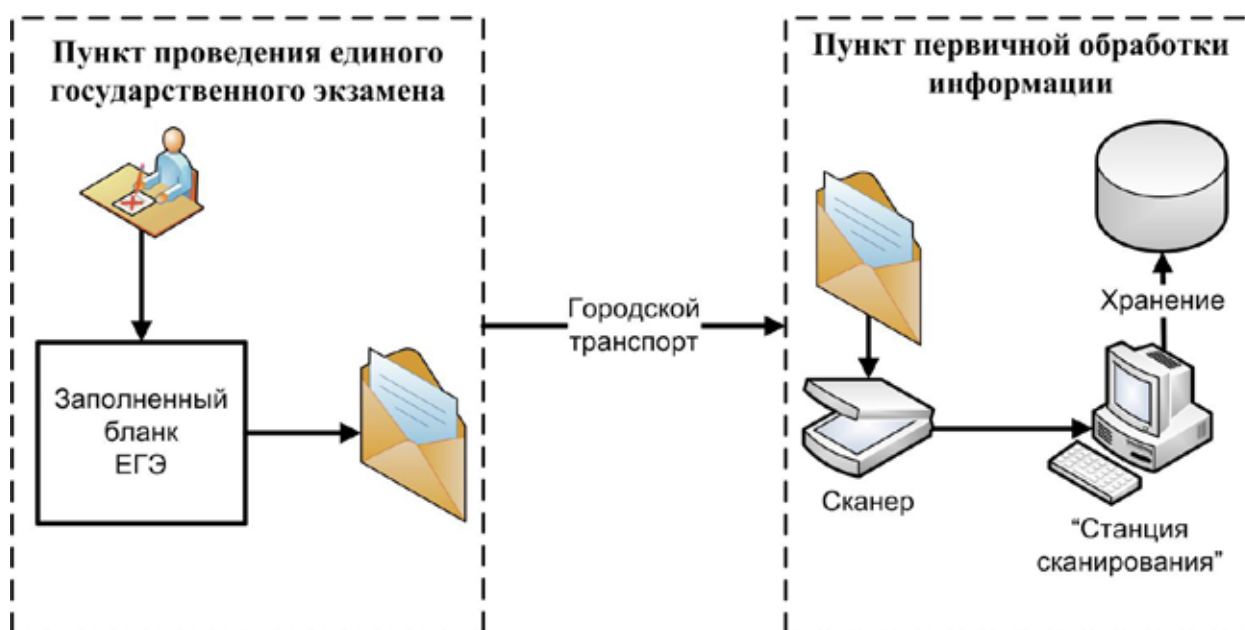 Пункт проведения единого
государственного экзамена
Заполненный
бланк
ЕГЭ
Городской
транспорт
Пункт первичной обработки
информации
Хранение
Сканер
“Станция
сканирования”